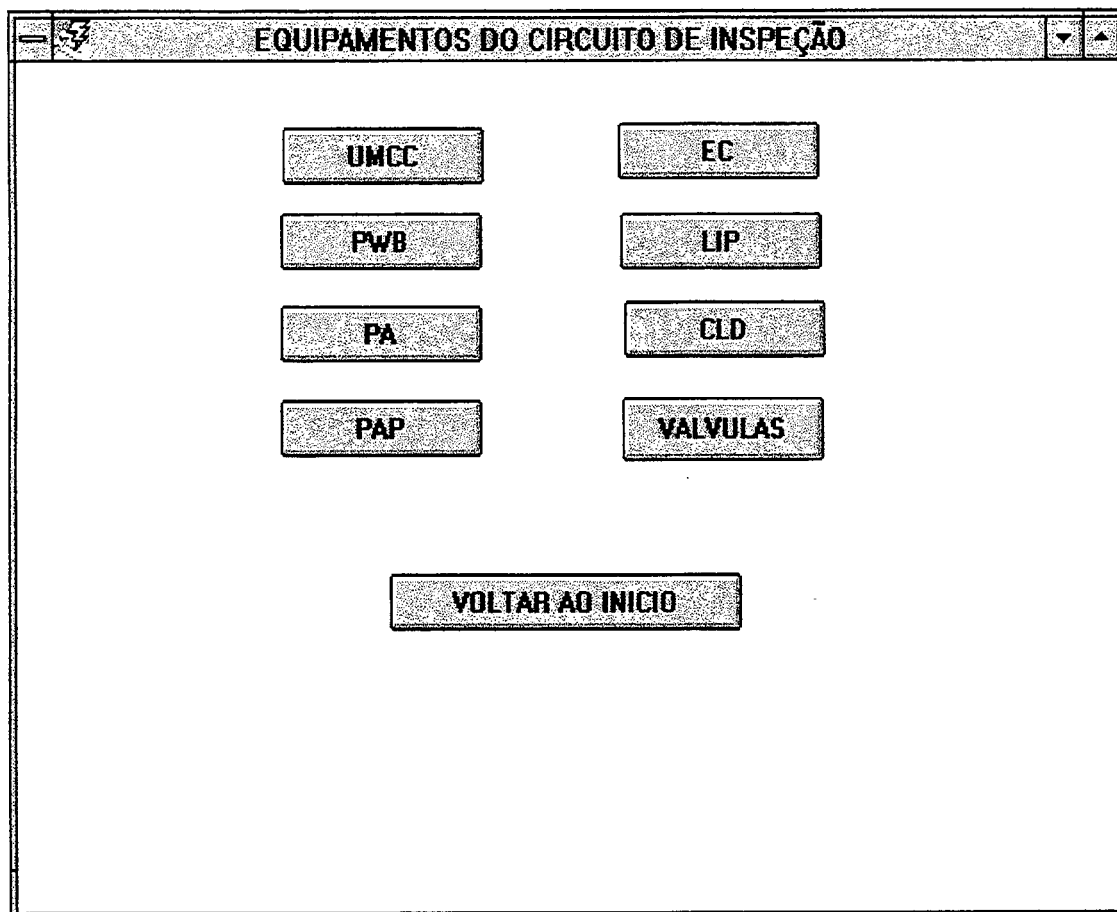 EQUIPAMENTOS DO CIRCUITO DE INSPEÇÃO
UMCC
EC
PWB
LIP
PA
CLD
PAP
VALVULAS
VOLTAR AO INICIO